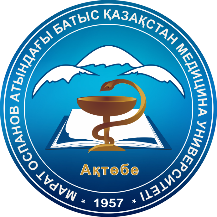 МАРАТ ОСПАНОВ АТЫНДАҒЫ БАТЫС ҚАЗАҚСТАН МЕДИЦИНА УНИВЕРСИТЕТІ
Ақтөбе
1957